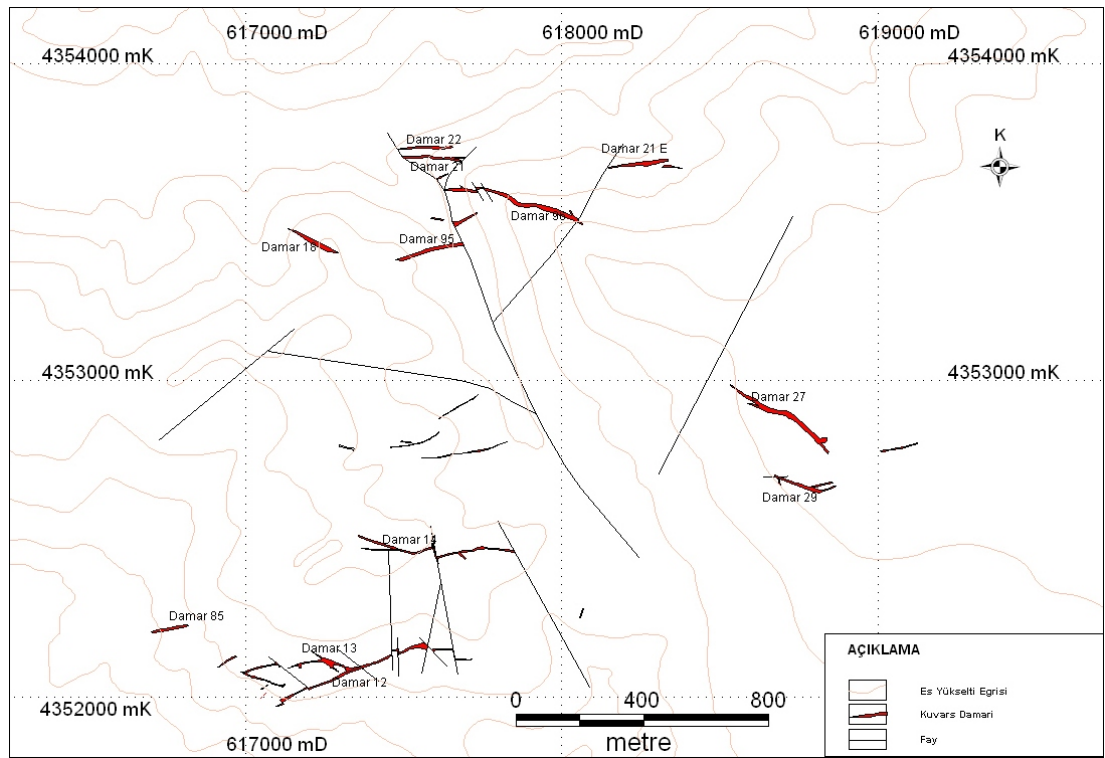 617000 mD
618000 mD
619000 mD
4354000 mK
4354000 mK
K
Damar 22
Damar 21
Damar 21 E
Damar 18
Damar 95
4353000 mK
4353000 mK
Damar 27
Damar 29
Damar 14
Damar 85
Damar 13
Damar 12
4352000 mK
617000 mD
0 400 800
metre
AÇIKLAMA
Es Yükselti Egrisi
Kuvars Damari
Fay